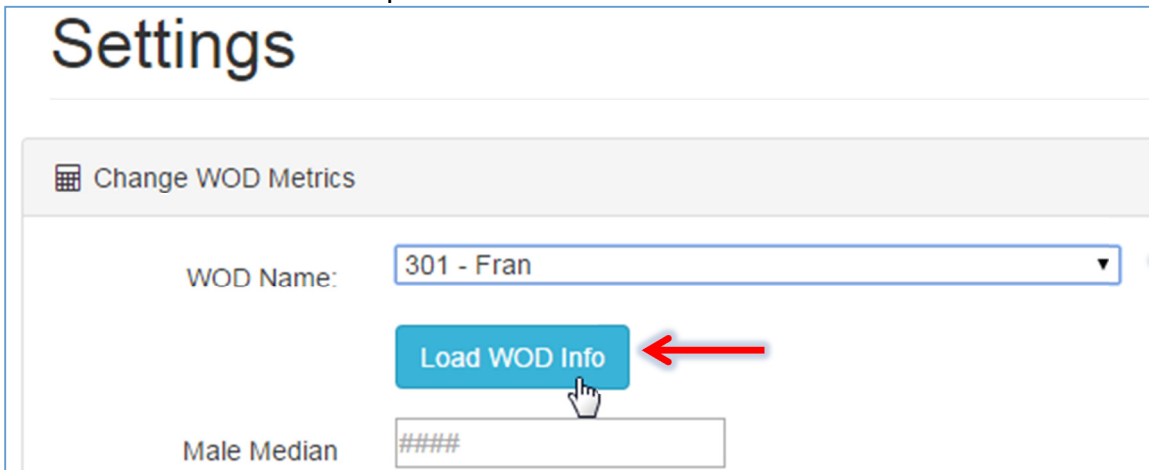 Settings
Change WOD Metrics
WOD Name:
301 - Fran
Load WOD Info
Male Median
####